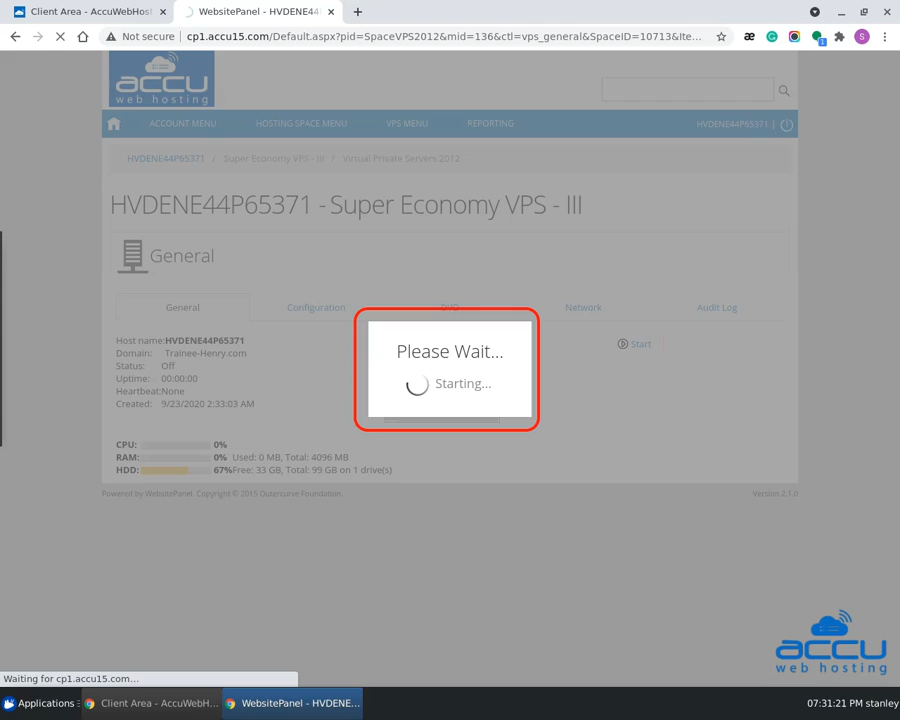 Client Area - AccuWebHos
WebsitePanel - HVDENE44
Not secure
cp1.accu15.com/Default.aspx?pid=SpaceVPS2012&mid=136&ctl=vps_general&SpaceID=10713&Ite...
æ
G
1
S
accu
web hosting
ACCOUNT MENU
HOSTING SPACE MENU
VPS MENU
REPORTING
HVDENE44P65371 |
HVDENE44P65371 / Super Economy VPS - III / Virtual Private Servers 2012
HVDENE44P65371 - Super Economy VPS - III
General
General
Configuration
DVD
Network
Audit Log
Host name:HVDENE44P65371
Domain: Trainee-Henry.com
Status: Off
Uptime: 00:00:00
Heartbeat:None
Created: 9/23/2020 2:33:03 AM
Please Wait...
Starting...
Start
CPU: 0%
RAM: 0% Used: 0 MB, Total: 4096 MB
HDD: 67%Free: 33 GB, Total: 99 GB on 1 drive(s)
Powered by WebsitePanel. Copyright © 2015 Outercurve Foundation.
Version 2.1.0
accu
web hosting
Waiting for cp1.accu15.com...
Applications
Client Area - AccuWebH...
WebsitePanel - HVDENE...
07:31:21 PM stanley